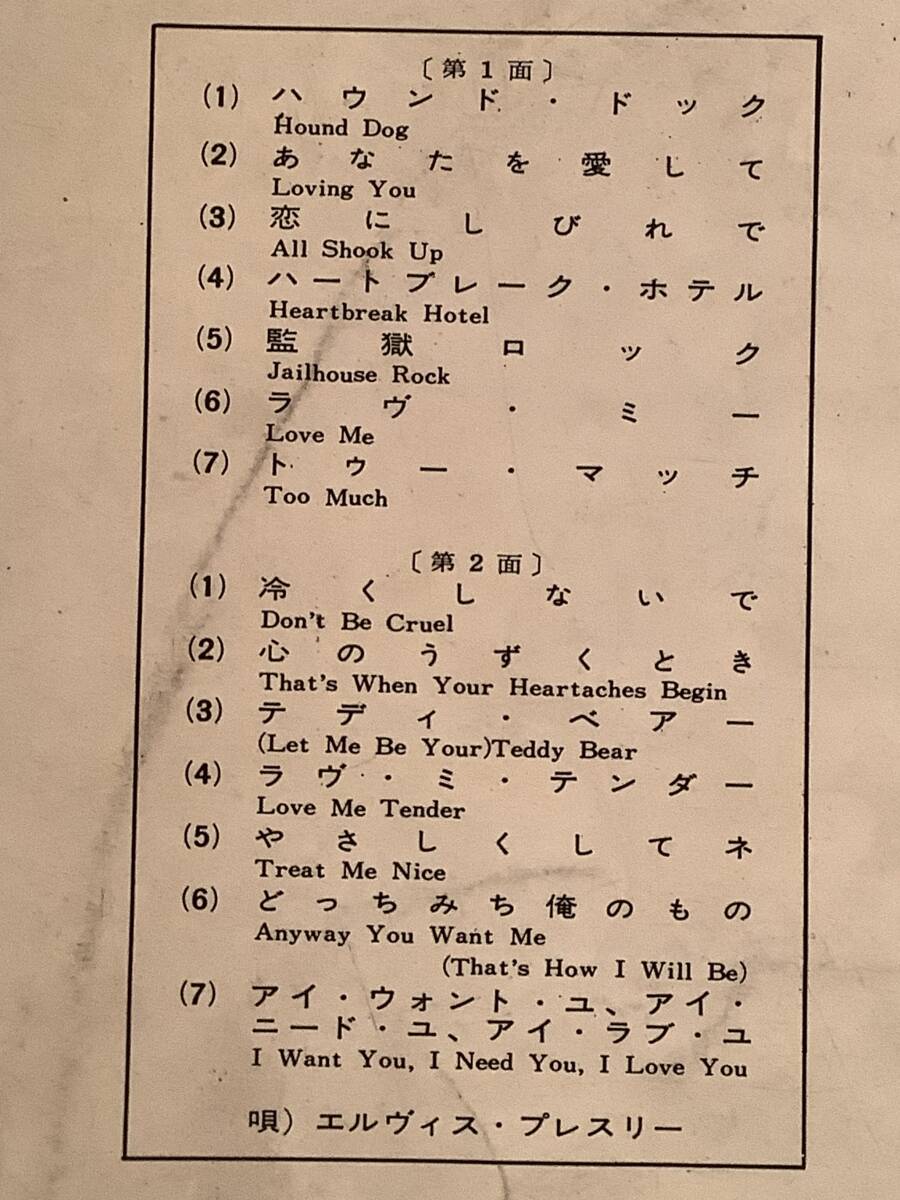 〔第1面〕
(1) ハウンド・ドック
Hound Dog
(2) あなたを愛して
Loving You
(3) 恋にしびれで
All Shook Up
(4) ハートブレーク・ホテル
Heartbreak Hotel
(5) 監獄ロック
Jailhouse Rock
(6) ラヴ・ミー
Love Me
(7) トゥー・マッチ
Too Much
〔第2面〕
(1) 冷くしないで
Don't Be Cruel
(2) 心のうずくとき
That's When Your Heartaches Begin
(3) テディ・ベアー
(Let Me Be Your)Teddy Bear
(4) ラヴ・ミ・テンダー
Love Me Tender
(5) やさしくしてネ
Treat Me Nice
(6) どっちみち俺のもの
Anyway You Want Me
(That's How I Will Be)
(7) アイ・ウォント・ユ、アイ・
ニード・ユ、アイ・ラブ・ユ
I Want You, I Need You, I Love You
唄）エルヴィス・プレスリー